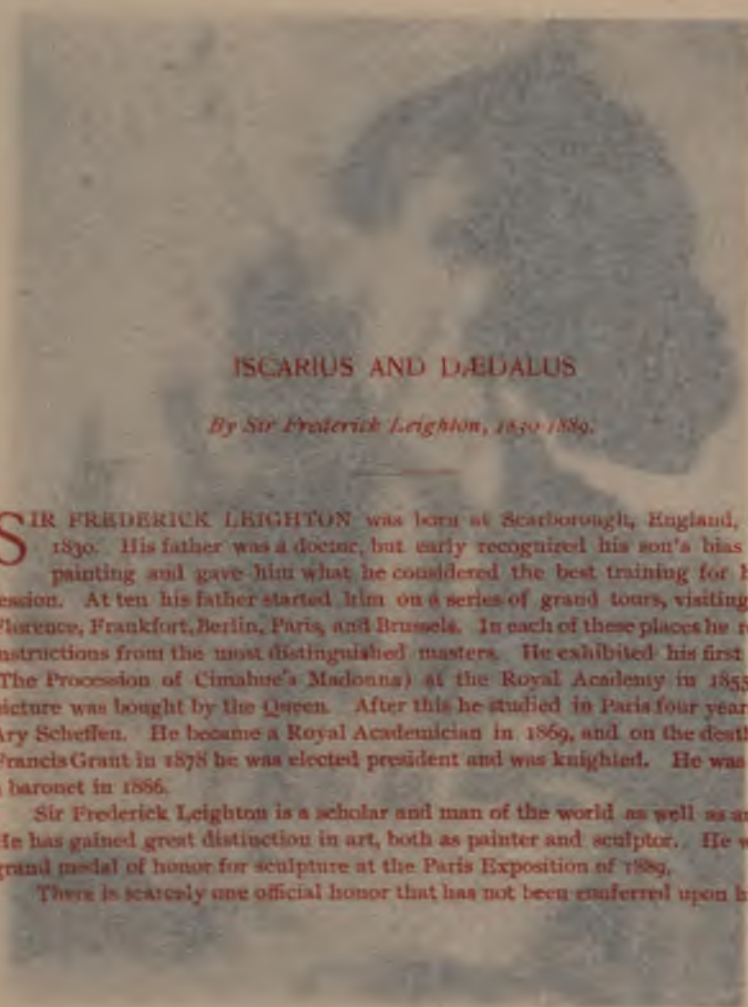 ISCARIUS AND DÆDALUS
By Sir Frederick Leighton, 1830-1889.
SIR FREDERICK LEIGHTON was born at Scarborough, England,
1830. His father was a doctor, but early recognized his son's bias
painting and gave him what he considered the best training for
ession. At ten his father started him on a series of grand tours, visiting
Florence, Frankfort, Berlin, Paris, and Brussels. In each of these places he
nstructions from the most distinguished masters. He exhibited his first
The Procession of Cimabue's Madonna) at the Royal Academy in 1855
picture was bought by the Queen. After this he studied in Paris four year
Ary Scheffen. He became a Royal Academician in 1869, and on the death
Francis Grant in 1878 he was elected president and was knighted. He was
baronet in 1886.
Sir Frederick Leighton is a scholar and man of the world as well as
He has gained great distinction in art, both as painter and sculptor. He
grand medal of honor for sculpture at the Paris Exposition of 1889.
There is scarcely one official honor that has not been conferred upon